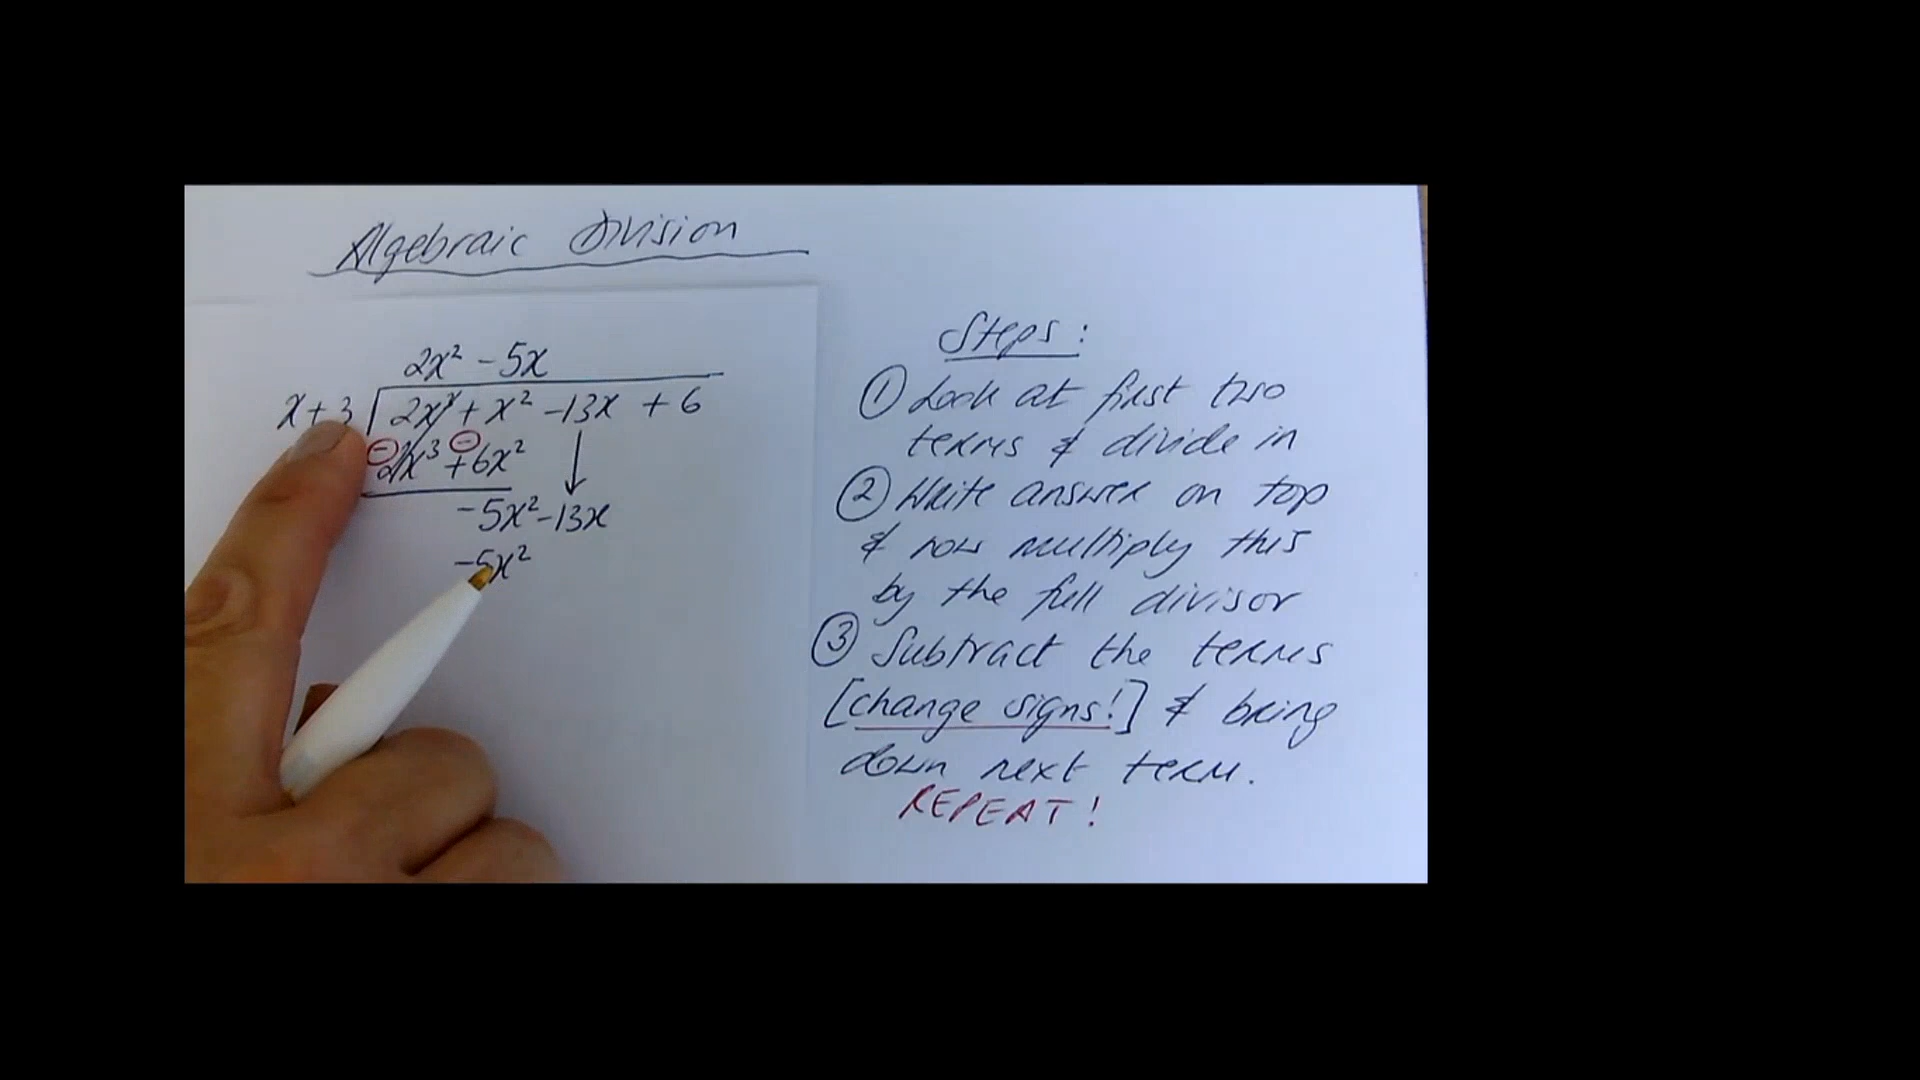 Algebraic Division
2x² - 5x
x + 3 2x³ + x² - 13x + 6
- 2x³ - + 6x²
-5x² - 13x
-5x²
Steps:
① Look at first two
terms & divide in
② Write answer on top
& now multiply this
by the full divisor
③ Subtract the terms
[change signs!] & bring
down next term.
REPEAT!